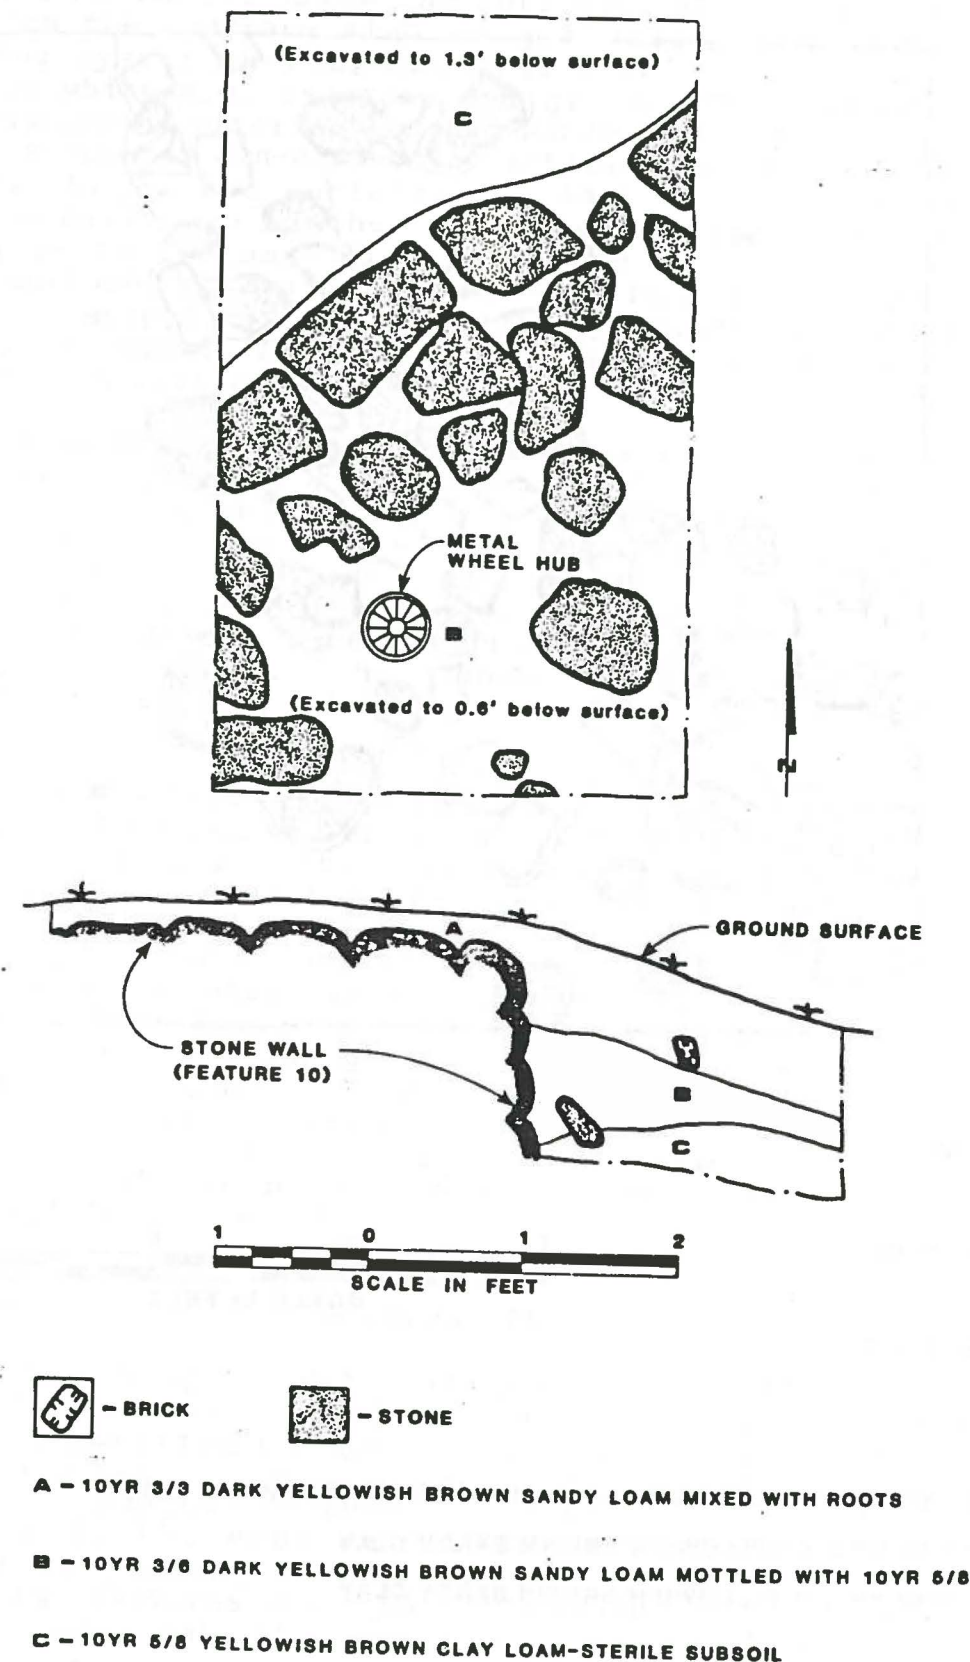 (Excavated to 1.3' below surface)
C
METAL
WHEEL HUB
B
(Excavated to 0.6' below surface)
N
A
GROUND SURFACE
STONE WALL
(FEATURE 10)
B
C
1 0 1 2
SCALE IN FEET
- BRICK
- STONE
A - 10YR 3/3 DARK YELLOWISH BROWN SANDY LOAM MIXED WITH ROOTS
B - 10YR 3/6 DARK YELLOWISH BROWN SANDY LOAM MOTTLED WITH 10YR 5/8
C - 10YR 5/8 YELLOWISH BROWN CLAY LOAM-STERILE SUBSOIL